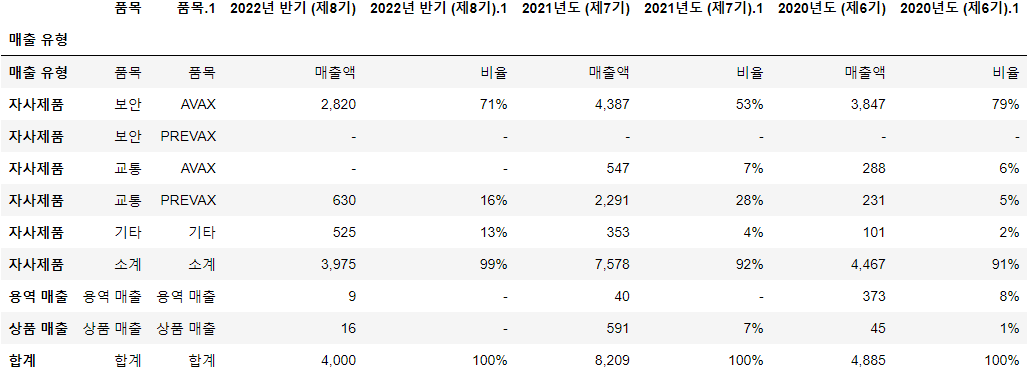 품목 품목.1 2022년 반기 (제8기) 2022년 반기 (제8기).1 2021년도 (제7기) 2021년도 (제7기).1 2020년도 (제6기) 2020년도 (제6기).1
매출 유형
매출 유형 품목 품목 매출액 비율 매출액 비율 매출액 비율
자사제품 보안 AVAX 2,820 71% 4,387 53% 3,847 79%
자사제품 보안 PREVAX - - - - - -
자사제품 교통 AVAX - - 547 7% 288 6%
자사제품 교통 PREVAX 630 16% 2,291 28% 231 5%
자사제품 기타 기타 525 13% 353 4% 101 2%
자사제품 소계 소계 3,975 99% 7,578 92% 4,467 91%
용역 매출 용역 매출 용역 매출 9 - 40 - 373 8%
상품 매출 상품 매출 상품 매출 16 - 591 7% 45 1%
합계 합계 합계 4,000 100% 8,209 100% 4,885 100%